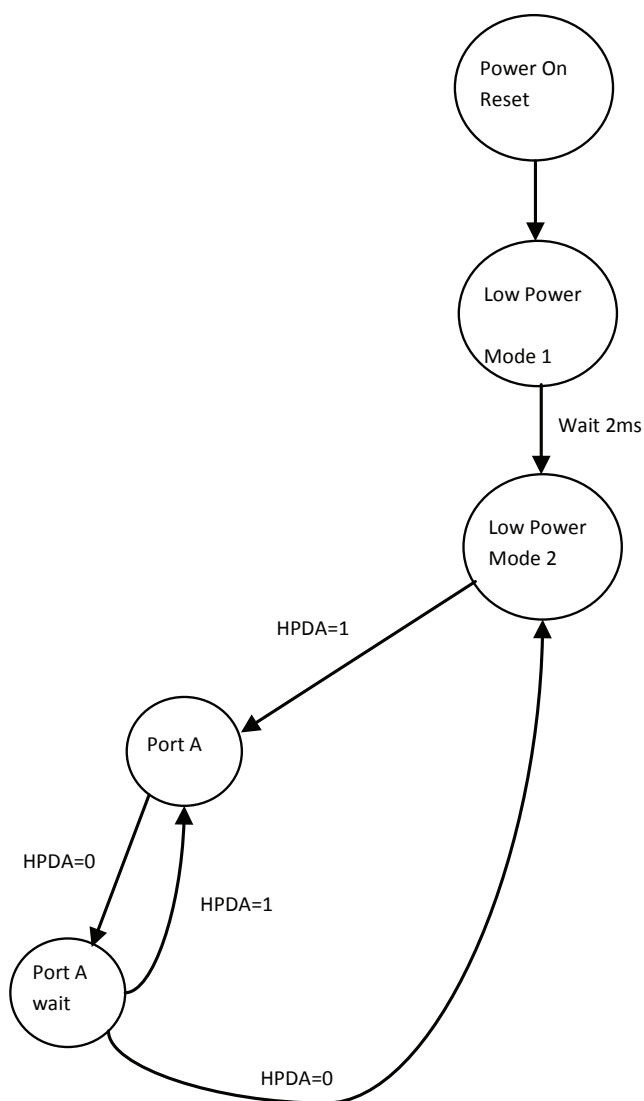 Power On
Reset
Low Power
Mode 1
Wait 2ms
Low Power
Mode 2
HPDA=1
Port A
HPDA=0
HPDA=1
Port A
wait
HPDA=0